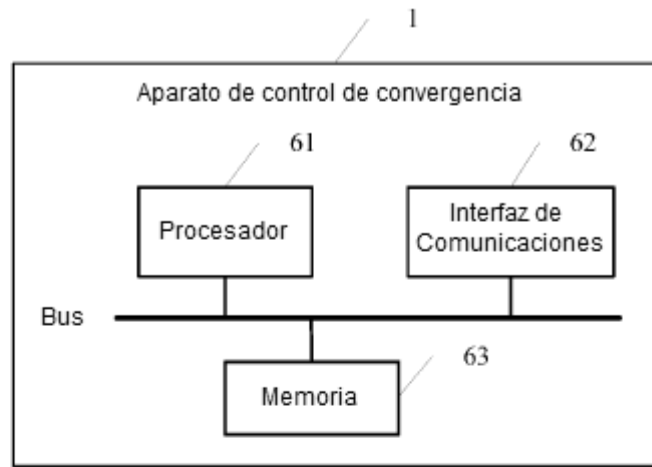 1
Aparato de control de convergencia
61
62
Procesador
Interfaz de
Comunicaciones
Bus
63
Memoria